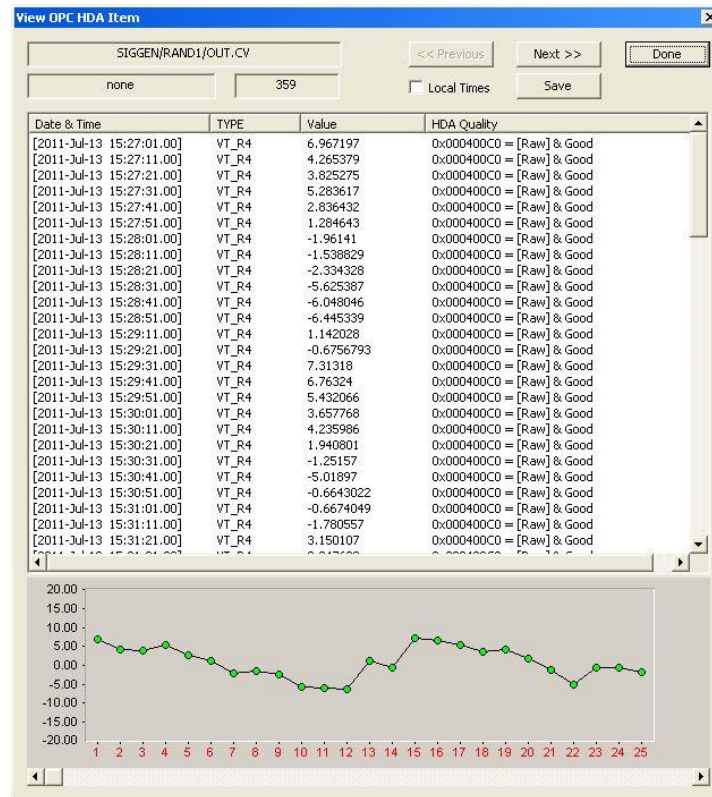 View OPC HDA Item
SIGGEN/RAND1/OUT.CV
<< Previous
Next >>
Done
none
359
Local Times
Save
Date & Time TYPE Value HDA Quality
[2011-Jul-13 15:27:01.00] VT_R4 6.967197 0x000400C0 = [Raw] & Good
[2011-Jul-13 15:27:11.00] VT_R4 4.265379 0x000400C0 = [Raw] & Good
[2011-Jul-13 15:27:21.00] VT_R4 3.825275 0x000400C0 = [Raw] & Good
[2011-Jul-13 15:27:31.00] VT_R4 5.283617 0x000400C0 = [Raw] & Good
[2011-Jul-13 15:27:41.00] VT_R4 2.836432 0x000400C0 = [Raw] & Good
[2011-Jul-13 15:27:51.00] VT_R4 1.284643 0x000400C0 = [Raw] & Good
[2011-Jul-13 15:28:01.00] VT_R4 -1.96141 0x000400C0 = [Raw] & Good
[2011-Jul-13 15:28:11.00] VT_R4 -1.538829 0x000400C0 = [Raw] & Good
[2011-Jul-13 15:28:21.00] VT_R4 -2.334328 0x000400C0 = [Raw] & Good
[2011-Jul-13 15:28:31.00] VT_R4 -5.625387 0x000400C0 = [Raw] & Good
[2011-Jul-13 15:28:41.00] VT_R4 -6.048046 0x000400C0 = [Raw] & Good
[2011-Jul-13 15:28:51.00] VT_R4 -6.445339 0x000400C0 = [Raw] & Good
[2011-Jul-13 15:29:11.00] VT_R4 1.142028 0x000400C0 = [Raw] & Good
[2011-Jul-13 15:29:21.00] VT_R4 -0.6756793 0x000400C0 = [Raw] & Good
[2011-Jul-13 15:29:31.00] VT_R4 7.31318 0x000400C0 = [Raw] & Good
[2011-Jul-13 15:29:41.00] VT_R4 6.76324 0x000400C0 = [Raw] & Good
[2011-Jul-13 15:29:51.00] VT_R4 5.432066 0x000400C0 = [Raw] & Good
[2011-Jul-13 15:30:01.00] VT_R4 3.657768 0x000400C0 = [Raw] & Good
[2011-Jul-13 15:30:11.00] VT_R4 4.235986 0x000400C0 = [Raw] & Good
[2011-Jul-13 15:30:21.00] VT_R4 1.940801 0x000400C0 = [Raw] & Good
[2011-Jul-13 15:30:31.00] VT_R4 -1.25157 0x000400C0 = [Raw] & Good
[2011-Jul-13 15:30:41.00] VT_R4 -5.01897 0x000400C0 = [Raw] & Good
[2011-Jul-13 15:30:51.00] VT_R4 -0.6643022 0x000400C0 = [Raw] & Good
[2011-Jul-13 15:31:01.00] VT_R4 -0.6674049 0x000400C0 = [Raw] & Good
[2011-Jul-13 15:31:11.00] VT_R4 -1.780557 0x000400C0 = [Raw] & Good
[2011-Jul-13 15:31:21.00] VT_R4 3.150107 0x000400C0 = [Raw] & Good
20.00
15.00
10.00
5.00
0.00
-5.00
-10.00
-15.00
-20.00
1 2 3 4 5 6 7 8 9 10 11 12 13 14 15 16 17 18 19 20 21 22 23 24 25